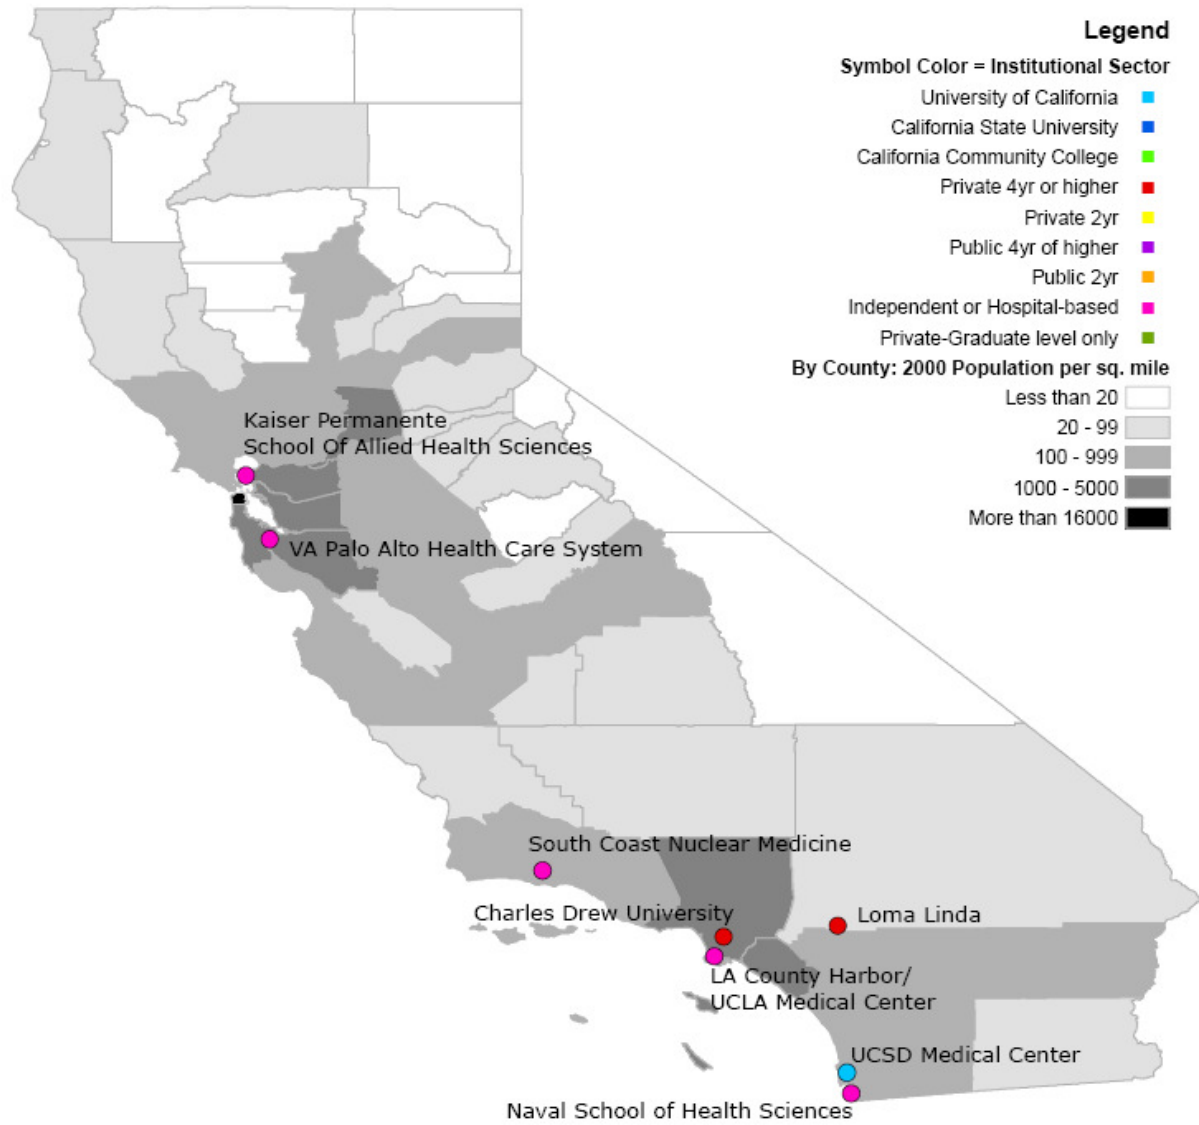 Legend
Symbol Color = Institutional Sector
University of California
California State University
California Community College
Private 4yr or higher
Private 2yr
Public 4yr of higher
Public 2yr
Independent or Hospital-based
Private-Graduate level only
By County: 2000 Population per sq. mile
Less than 20
20 - 99
100 - 999
1000 - 5000
More than 16000
Kaiser Permanente
School Of Allied Health Sciences
VA Palo Alto Health Care System
South Coast Nuclear Medicine
Charles Drew University
Loma Linda
LA County Harbor/
UCLA Medical Center
UCSD Medical Center
Naval School of Health Sciences